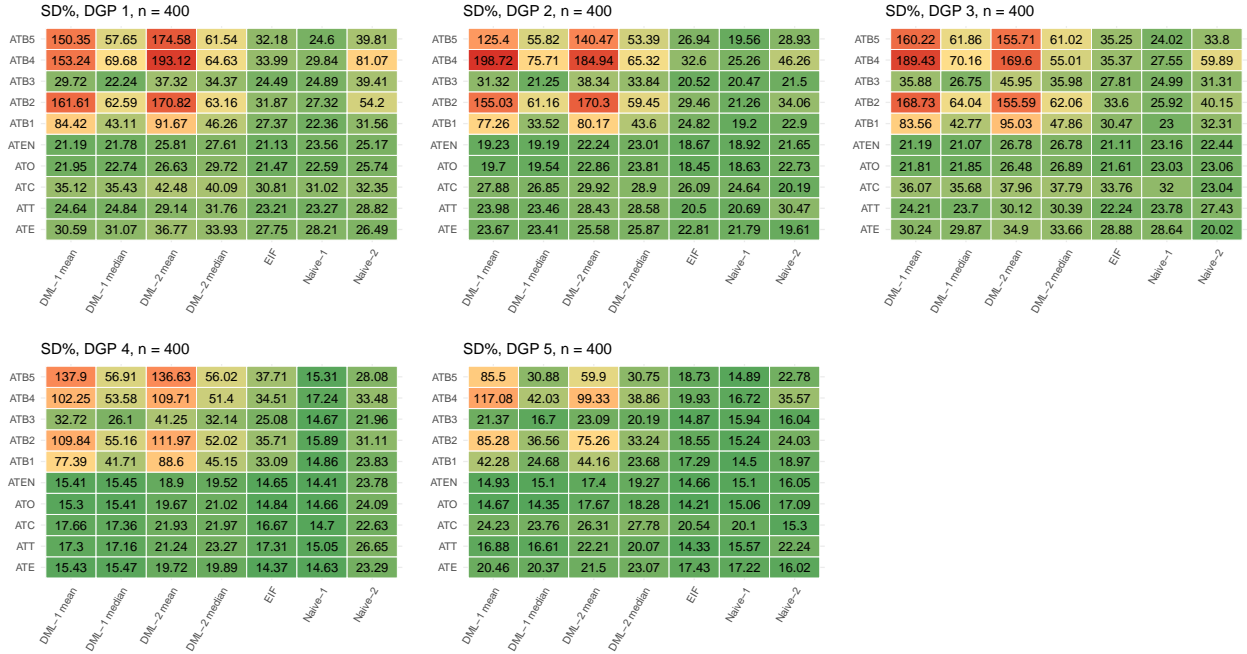 SD%, DGP 1, n = 400
ATB5 150.35 57.65 174.58 61.54 32.18 24.6 39.81
ATB4 153.24 69.68 193.12 64.63 33.99 29.84 81.07
ATB3 29.72 22.24 37.32 34.37 24.49 24.89 39.41
ATB2 161.61 62.59 170.82 63.16 31.87 27.32 54.2
ATB1 84.42 43.11 91.67 46.26 27.37 22.36 31.56
ATEN 21.19 21.78 25.81 27.61 21.13 23.56 25.17
ATO 21.95 22.74 26.63 29.72 21.47 22.59 25.74
ATC 35.12 35.43 42.48 40.09 30.81 31.02 32.35
ATT 24.64 24.84 29.14 31.76 23.21 23.27 28.82
ATE 30.59 31.07 36.77 33.93 27.75 28.21 26.49
DML−1 mean DML−1 median DML−2 mean DML−2 median EIF Naive−1 Naive−2
SD%, DGP 2, n = 400
ATB5 125.4 55.82 140.47 53.39 26.94 19.56 28.93
ATB4 198.72 75.71 184.94 65.32 32.6 25.26 46.26
ATB3 31.32 21.25 38.34 33.84 20.52 20.47 21.5
ATB2 155.03 61.16 170.3 59.45 29.46 21.26 34.06
ATB1 77.26 33.52 80.17 43.6 24.82 19.2 22.9
ATEN 19.23 19.19 22.24 23.01 18.67 18.92 21.65
ATO 19.7 19.54 22.86 23.81 18.45 18.63 22.73
ATC 27.88 26.85 29.92 28.9 26.09 24.64 20.19
ATT 23.98 23.46 28.43 28.58 20.5 20.69 30.47
ATE 23.67 23.41 25.58 25.87 22.81 21.79 19.61
DML−1 mean DML−1 median DML−2 mean DML−2 median EIF Naive−1 Naive−2
SD%, DGP 3, n = 400
ATB5 160.22 61.86 155.71 61.02 35.25 24.02 33.8
ATB4 189.43 70.16 169.6 55.01 35.37 27.55 59.89
ATB3 35.88 26.75 45.95 35.98 27.81 24.99 31.31
ATB2 168.73 64.04 155.59 62.06 33.6 25.92 40.15
ATB1 83.56 42.77 95.03 47.86 30.47 23 32.31
ATEN 21.19 21.07 26.78 26.78 21.11 23.16 22.44
ATO 21.81 21.85 26.48 26.89 21.61 23.03 23.06
ATC 36.07 35.68 37.96 37.79 33.76 32 23.04
ATT 24.21 23.7 30.12 30.39 22.24 23.78 27.43
ATE 30.24 29.87 34.9 33.66 28.88 28.64 20.02
DML−1 mean DML−1 median DML−2 mean DML−2 median EIF Naive−1 Naive−2
SD%, DGP 4, n = 400
ATB5 137.9 56.91 136.63 56.02 37.71 15.31 28.08
ATB4 102.25 53.58 109.71 51.4 34.51 17.24 33.48
ATB3 32.72 26.1 41.25 32.14 25.08 14.67 21.96
ATB2 109.84 55.16 111.97 52.02 35.71 15.89 31.11
ATB1 77.39 41.71 88.6 45.15 33.09 14.86 23.83
ATEN 15.41 15.45 18.9 19.52 14.65 14.41 23.78
ATO 15.3 15.41 19.67 21.02 14.84 14.66 24.09
ATC 17.66 17.36 21.93 21.97 16.67 14.7 22.63
ATT 17.3 17.16 21.24 23.27 17.31 15.05 26.65
ATE 15.43 15.47 19.72 19.89 14.37 14.63 23.29
DML−1 mean DML−1 median DML−2 mean DML−2 median EIF Naive−1 Naive−2
SD%, DGP 5, n = 400
ATB5 85.5 30.88 59.9 30.75 18.73 14.89 22.78
ATB4 117.08 42.03 99.33 38.86 19.93 16.72 35.57
ATB3 21.37 16.7 23.09 20.19 14.87 15.94 16.04
ATB2 85.28 36.56 75.26 33.24 18.55 15.24 24.03
ATB1 42.28 24.68 44.16 23.68 17.29 14.5 18.97
ATEN 14.93 15.1 17.4 19.27 14.66 15.1 16.05
ATO 14.67 14.35 17.67 18.28 14.21 15.06 17.09
ATC 24.23 23.76 26.31 27.78 20.54 20.1 15.3
ATT 16.88 16.61 22.21 20.07 14.33 15.57 22.24
ATE 20.46 20.37 21.5 23.07 17.43 17.22 16.02
DML−1 mean DML−1 median DML−2 mean DML−2 median EIF Naive−1 Naive−2